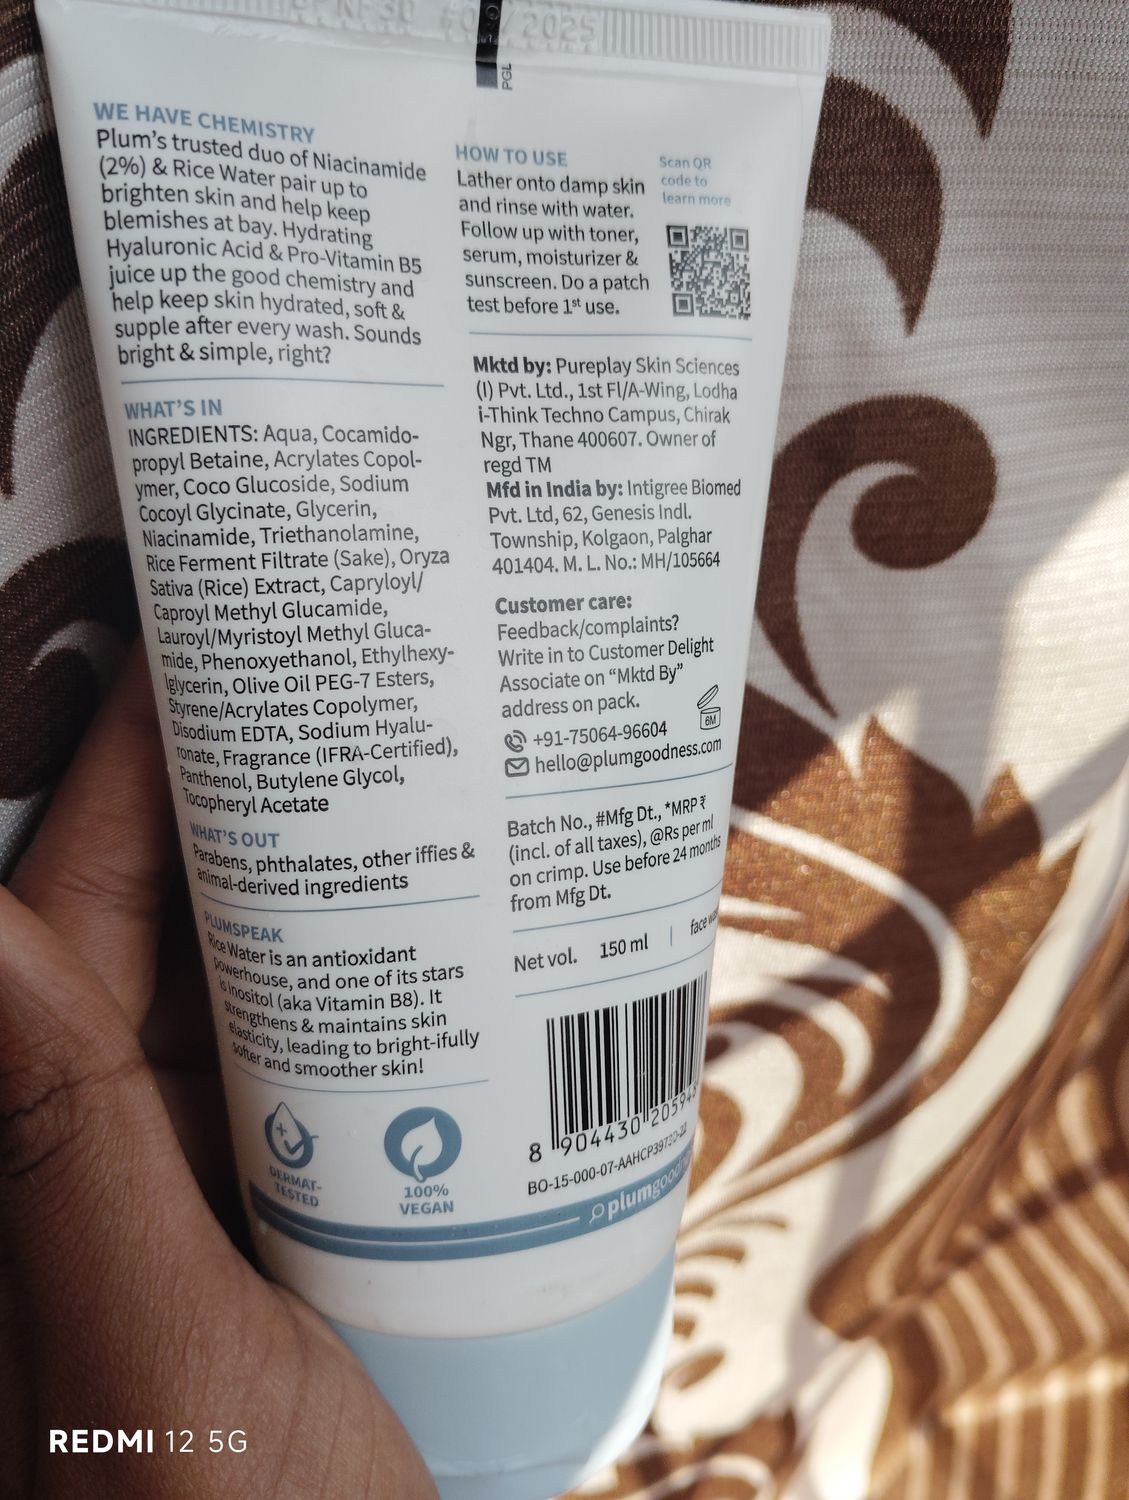 /2025
PGL
WE HAVE CHEMISTRY
Plum's trusted duo of Niacinamide
(2%) & Rice Water pair up to
brighten skin and help keep
blemishes at bay. Hydrating
Hyaluronic Acid & Pro-Vitamin B5
juice up the good chemistry and
help keep skin hydrated, soft &
supple after every wash. Sounds
bright & simple, right?
WHAT'S IN
INGREDIENTS: Aqua, Cocamido-
propyl Betaine, Acrylates Copol-
ymer, Coco Glucoside, Sodium
Cocoyl Glycinate, Glycerin,
Niacinamide, Triethanolamine,
Rice Ferment Filtrate (Sake), Oryza
Sativa (Rice) Extract, Capryloyl/
Caproyl Methyl Glucamide,
Lauroyl/Myristoyl Methyl Gluca-
mide, Phenoxyethanol, Ethylhexy-
lglycerin, Olive Oil PEG-7 Esters,
Styrene/Acrylates Copolymer,
Disodium EDTA, Sodium Hyalu-
ronate, Fragrance (IFRA-Certified),
Panthenol, Butylene Glycol,
Tocopheryl Acetate
WHAT'S OUT
Parabens, phthalates, other iffies &
animal-derived ingredients
PLUMSPEAK
Rice Water is an antioxidant
powerhouse, and one of its stars
is Inositol (aka Vitamin B8). It
strengthens & maintains skin
elasticity, leading to bright-ifully
softer and smoother skin!
DERMAT-
TESTED
100%
VEGAN
HOW TO USE
Lather onto damp skin
and rinse with water.
Follow up with toner,
serum, moisturizer &
sunscreen. Do a patch
test before 1st use.
Scan QR
code to
learn more
Mktd by: Pureplay Skin Sciences
(I) Pvt. Ltd., 1st Fl/A-Wing, Lodha
i-Think Techno Campus, Chirak
Ngr, Thane 400607. Owner of
regd TM
Mfd in India by: Intigree Biomed
Pvt. Ltd, 62, Genesis Indl.
Township, Kolgaon, Palghar
401404. M. L. No.: MH/105664
Customer care:
Feedback/complaints?
Write in to Customer Delight
Associate on "Mktd By"
address on pack.
6M
+91-75064-96604
hello@plumgoodness.com
Batch No., #Mfg Dt., *MRP ₹
(incl. of all taxes), @Rs per ml
on crimp. Use before 24 months
from Mfg Dt.
Net vol. 150 ml | face
8 904430 20594
BO-15-000-07-
plumgood
REDMI 12 5G